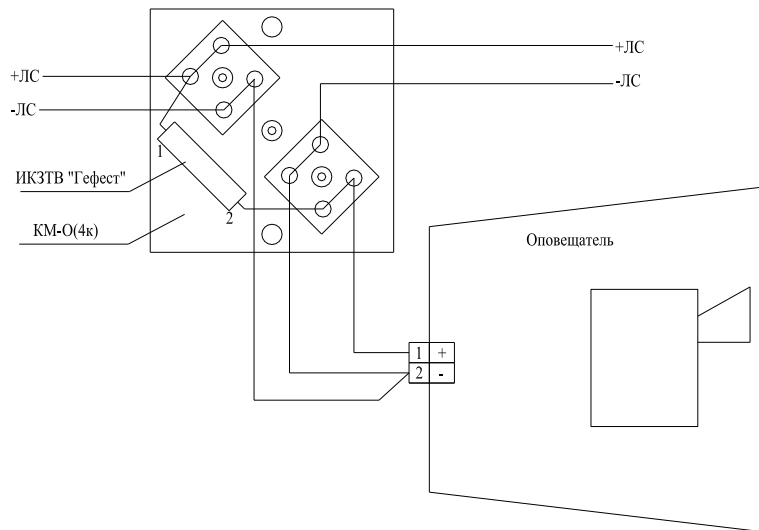 +ЛС
+ЛС
-ЛС
-ЛС
1
ИКЗТВ "Гефест"
2
КМ-О(4к)
Оповещатель
1 +
2 -